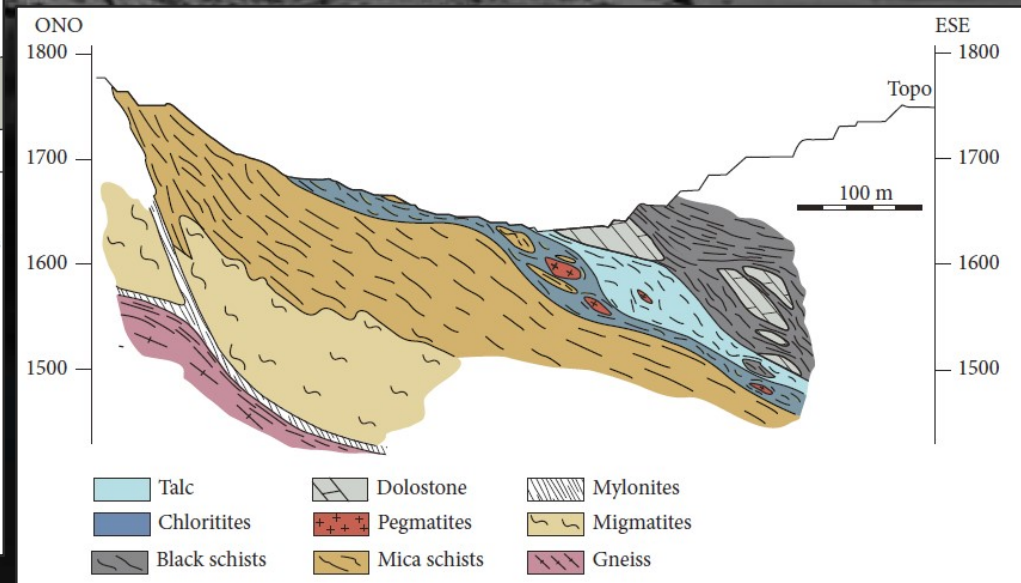 ONO
ESE
1800
1800
Topo
1700
1700
100 m
1600
1600
1500
1500
Talc
Dolostone
Mylonites
Chloritites
Pegmatites
Migmatites
Black schists
Mica schists
Gneiss